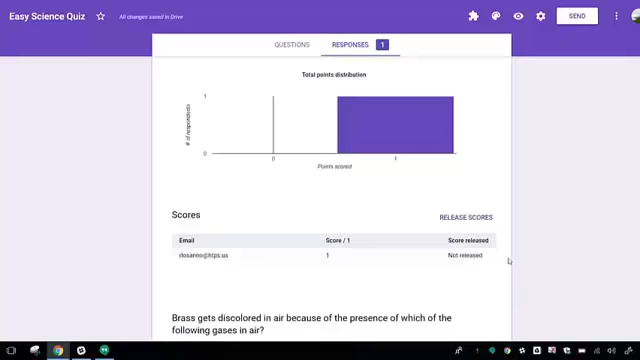 Easy Science Quiz
All changes saved in Drive
SEND
QUESTIONS
RESPONSES 1
Total points distribution
# of respondents
1
0
0
1
Points scored
Scores
RELEASE SCORES
Email Score / 1 Score released
rlosanno@htps.us 1 Not released
Brass gets discolored in air because of the presence of which of the
following gases in air?